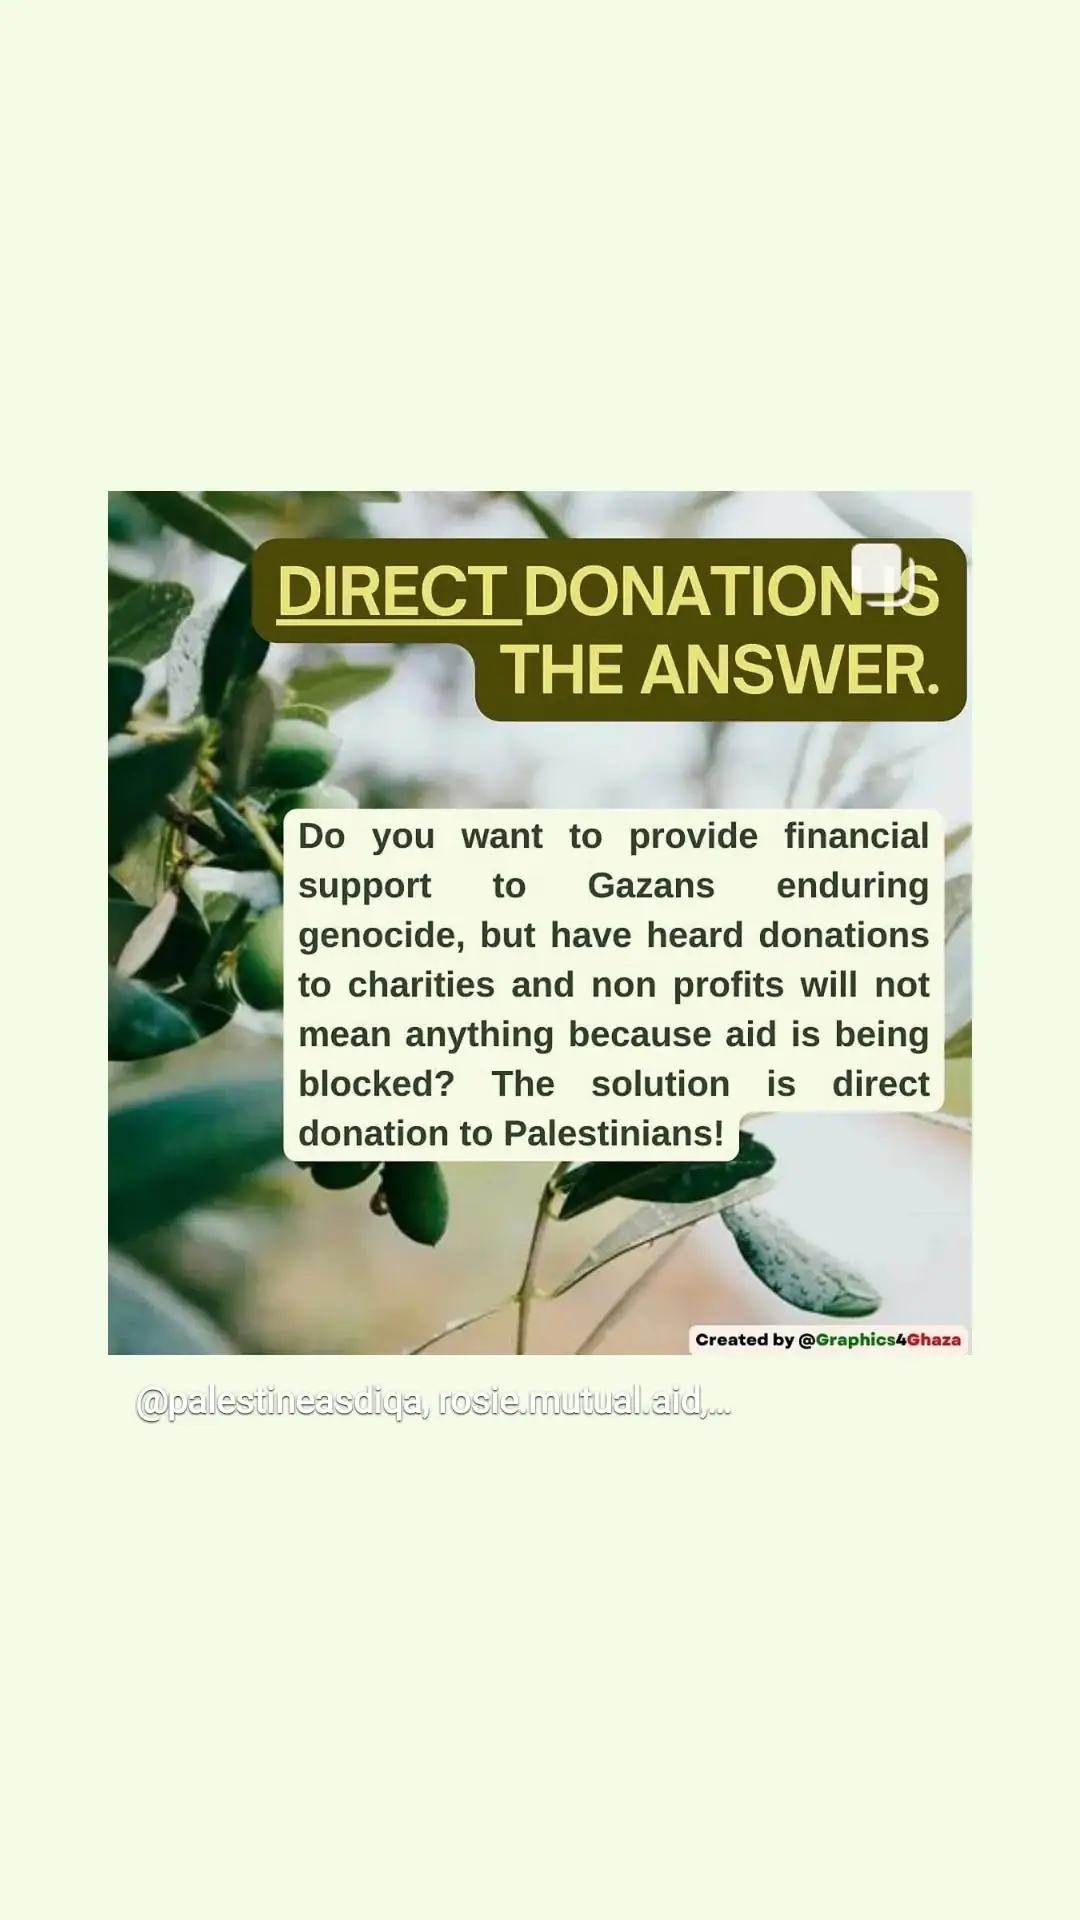 DIRECT DONATION IS
THE ANSWER.
Do you want to provide financial
support to Gazans enduring
genocide, but have heard donations
to charities and non profits will not
mean anything because aid is being
blocked? The solution is direct
donation to Palestinians!
Created by @Graphics4Ghaza
@palestineasdiqa, rosie.mutual.aid,...